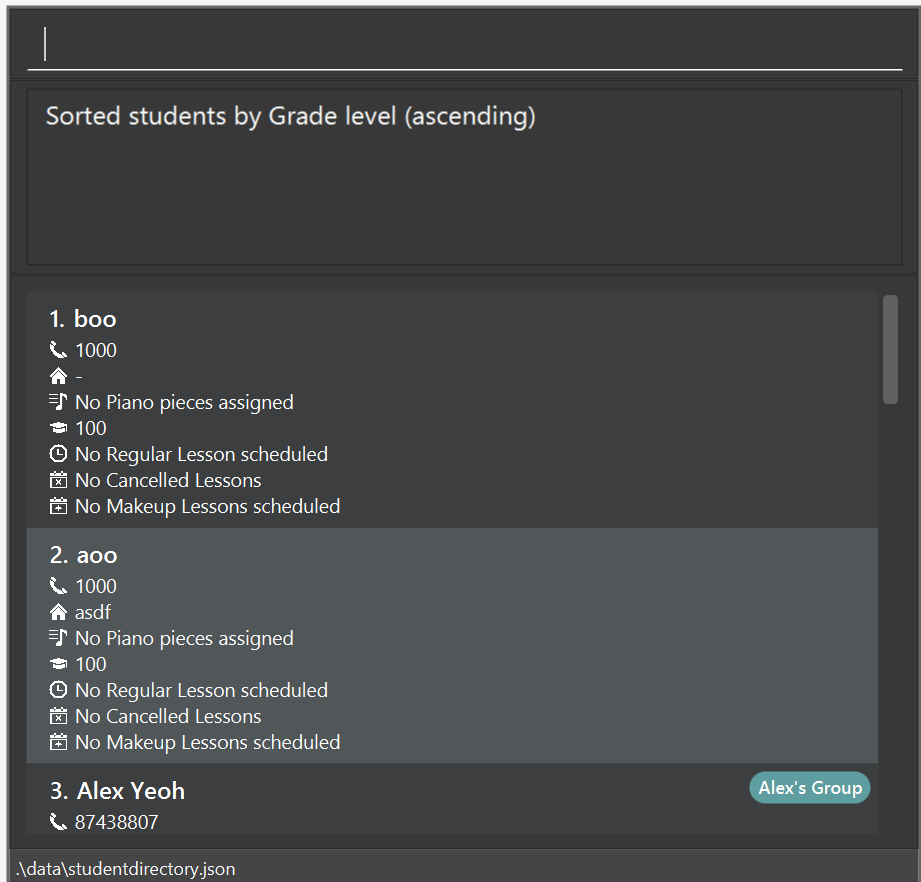 Sorted students by Grade level (ascending)
1. boo
1000
-
No Piano pieces assigned
100
No Regular Lesson scheduled
No Cancelled Lessons
No Makeup Lessons scheduled
2. aoo
1000
asdf
No Piano pieces assigned
100
No Regular Lesson scheduled
No Cancelled Lessons
No Makeup Lessons scheduled
3. Alex Yeoh
Alex's Group
87438807
.\data\studentdirectory.json